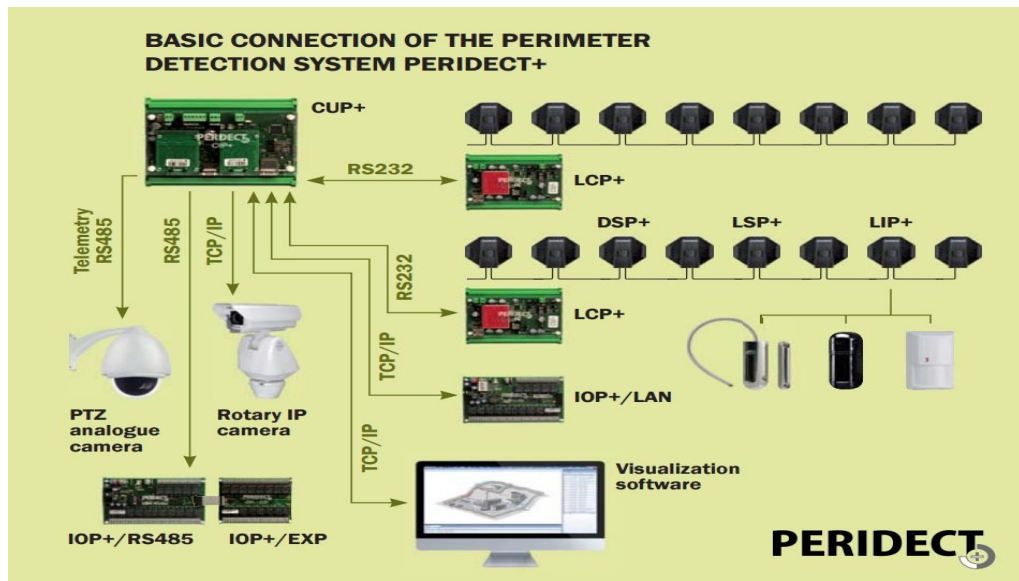 BASIC CONNECTION OF THE PERIMETER
DETECTION SYSTEM PERIDECT+
CUP+
RS232
LCP+
DSP+
LSP+
LIP+
Telemetry
RS485
RS485
TCP/IP
RS232
LCP+
TCP/IP
IOP+/LAN
PTZ
analogue
camera
Rotary IP
camera
TCP/IP
Visualization
software
IOP+/RS485
IOP+/EXP
PERIDECT